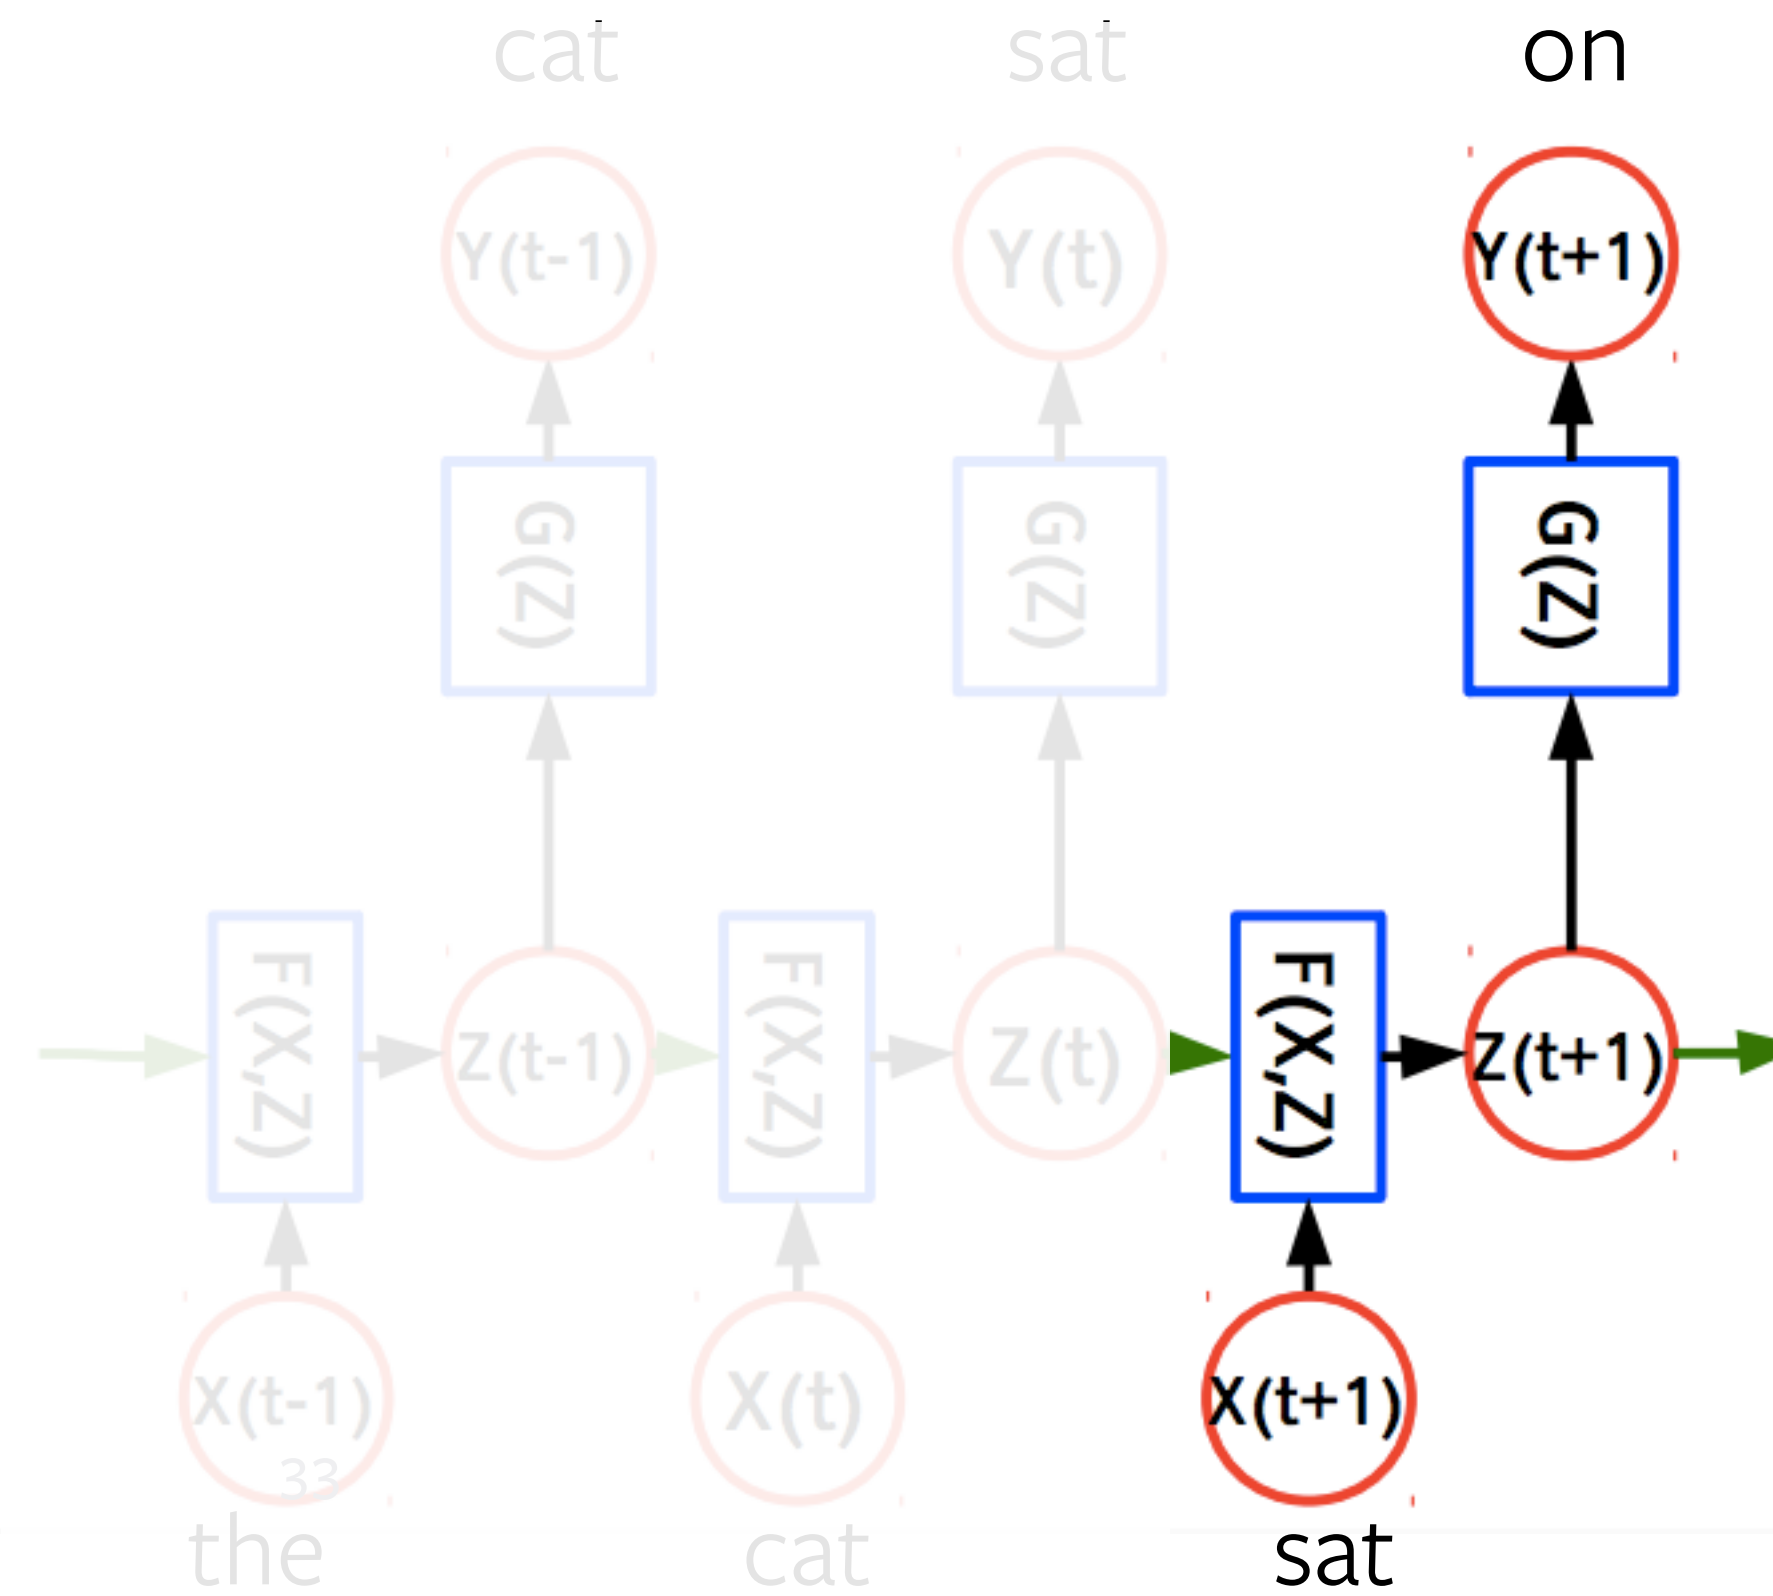 cat sat on
Y(t-1) Y(t) Y(t+1)
G(Z) G(Z) G(Z)
F(X,Z) Z(t-1) F(X,Z) Z(t) F(X,Z) Z(t+1)
X(t-1) X(t) X(t+1)
33
the cat sat